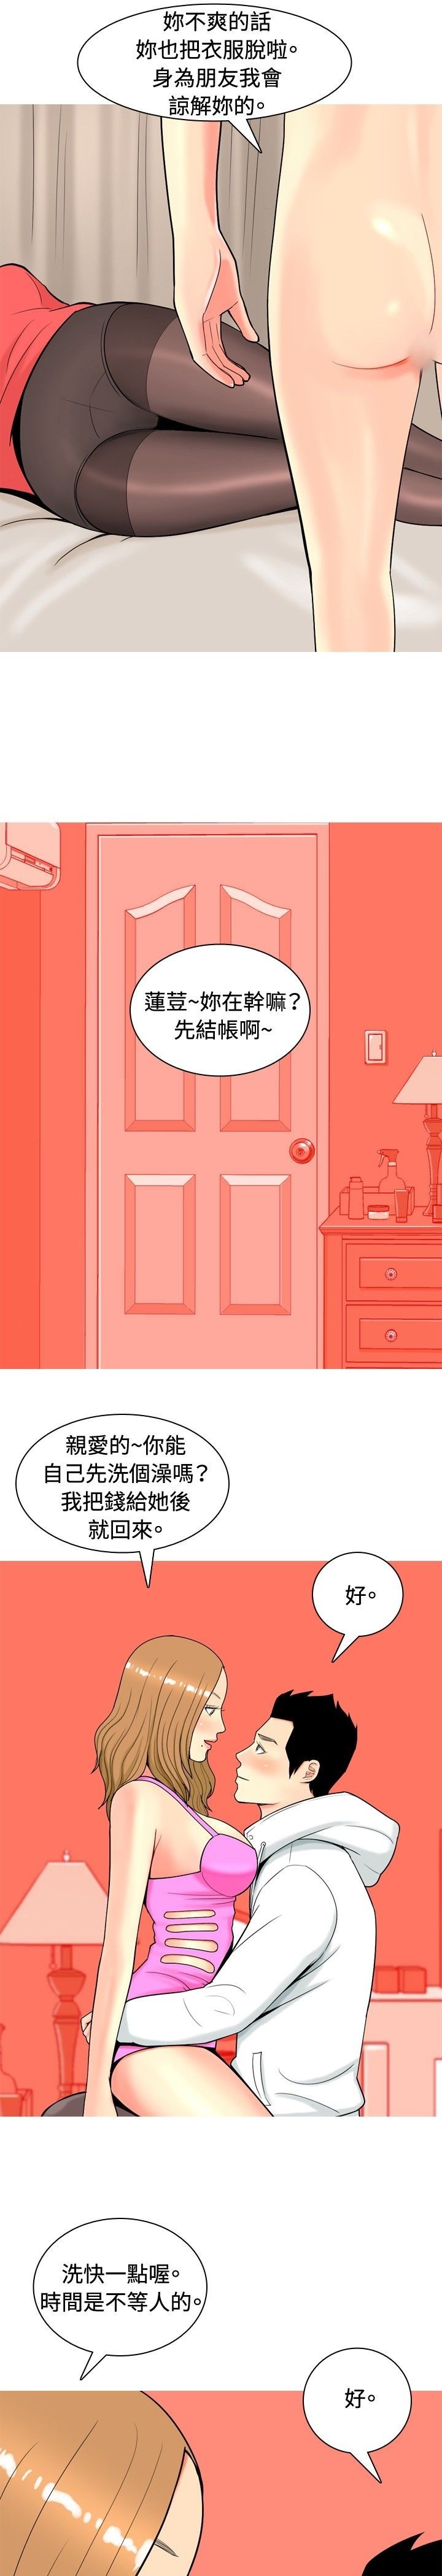 妳不爽的話
妳也把衣服脫啦。
身為朋友我會
諒解妳的。
蓮荳~妳在幹嘛？
先結帳啊~
親愛的~你能
自己先洗個澡嗎？
我把錢給她後
就回來。
好。
洗快一點喔。
時間是不等人的。
好。